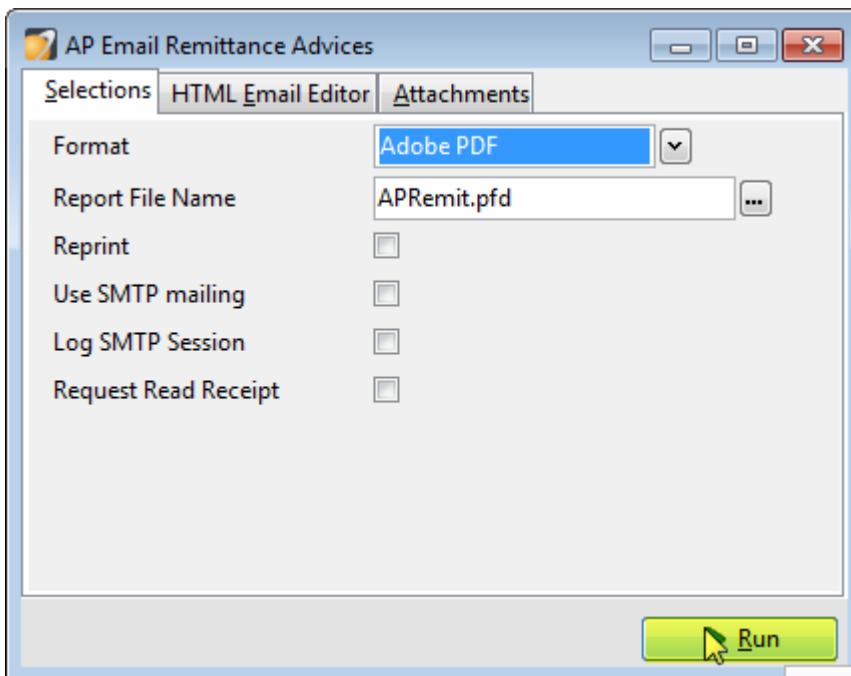 AP Email Remittance Advices
Selections HTML Email Editor Attachments
Format Adobe PDF
Report File Name APRemit.pfd ...
Reprint
Use SMTP mailing
Log SMTP Session
Request Read Receipt
Run